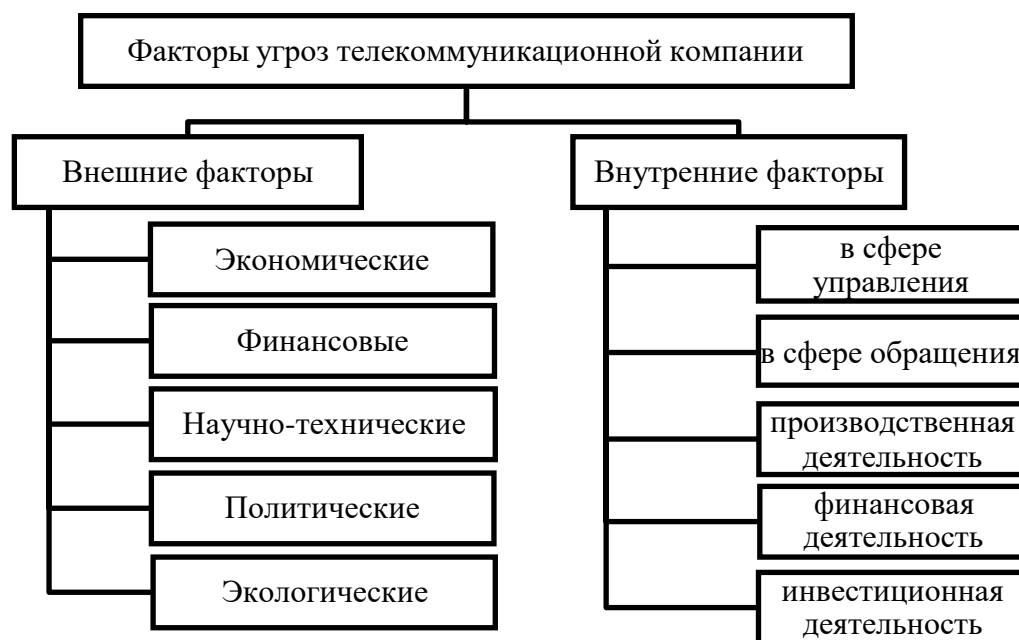 Факторы угроз телекоммуникационной компании
Внешние факторы
Экономические
Финансовые
Научно-технические
Политические
Экологические
Внутренние факторы
в сфере
управления
в сфере обращения
производственная
деятельность
финансовая
деятельность
инвестиционная
деятельность